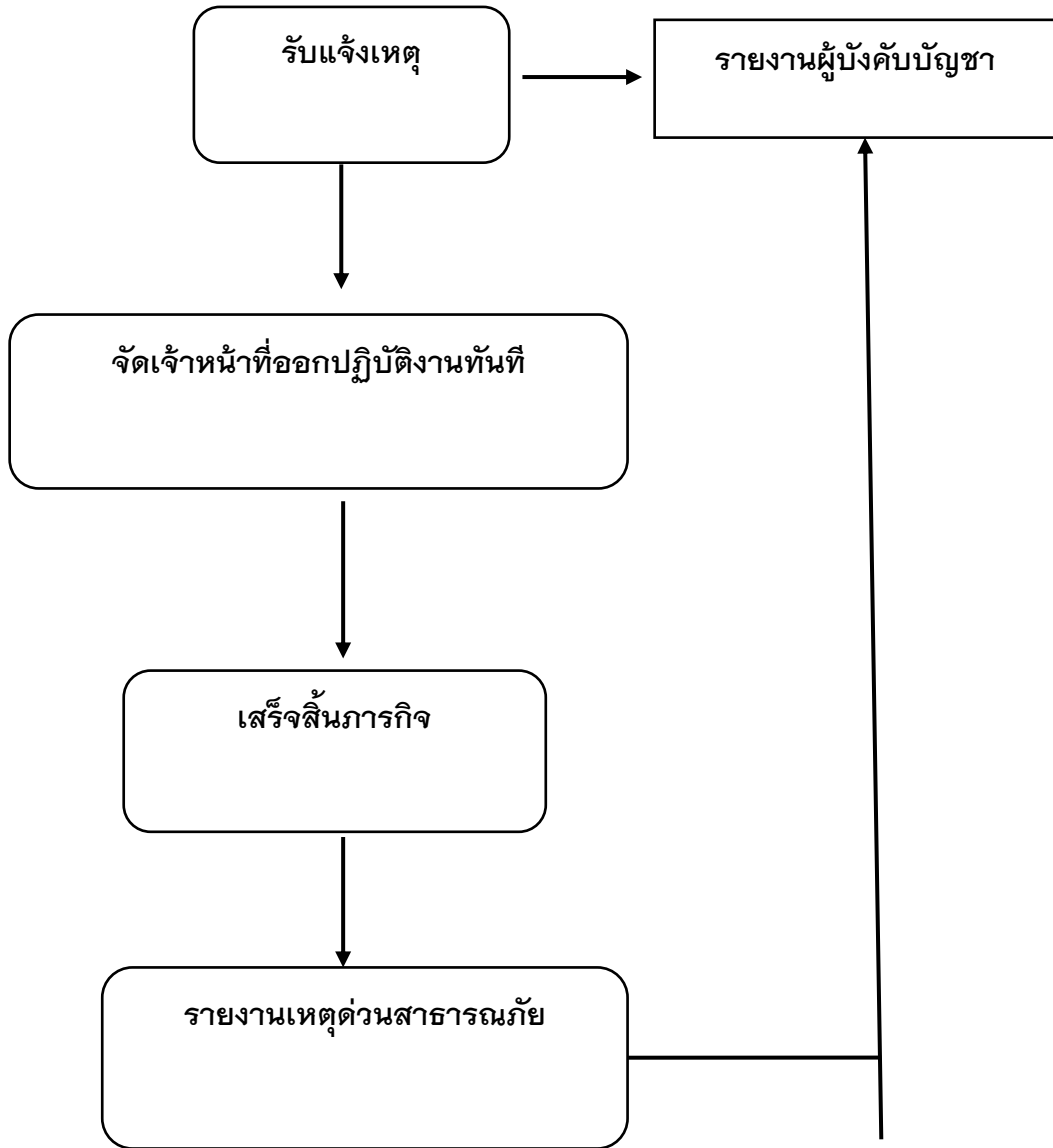 รับแจ้งเหตุ
รายงานผู้บังคับบัญชา
จัดเจ้าหน้าที่ออกปฏิบัติงานทันที
เสร็จสิ้นภารกิจ
รายงานเหตุด่วนสาธารณภัย